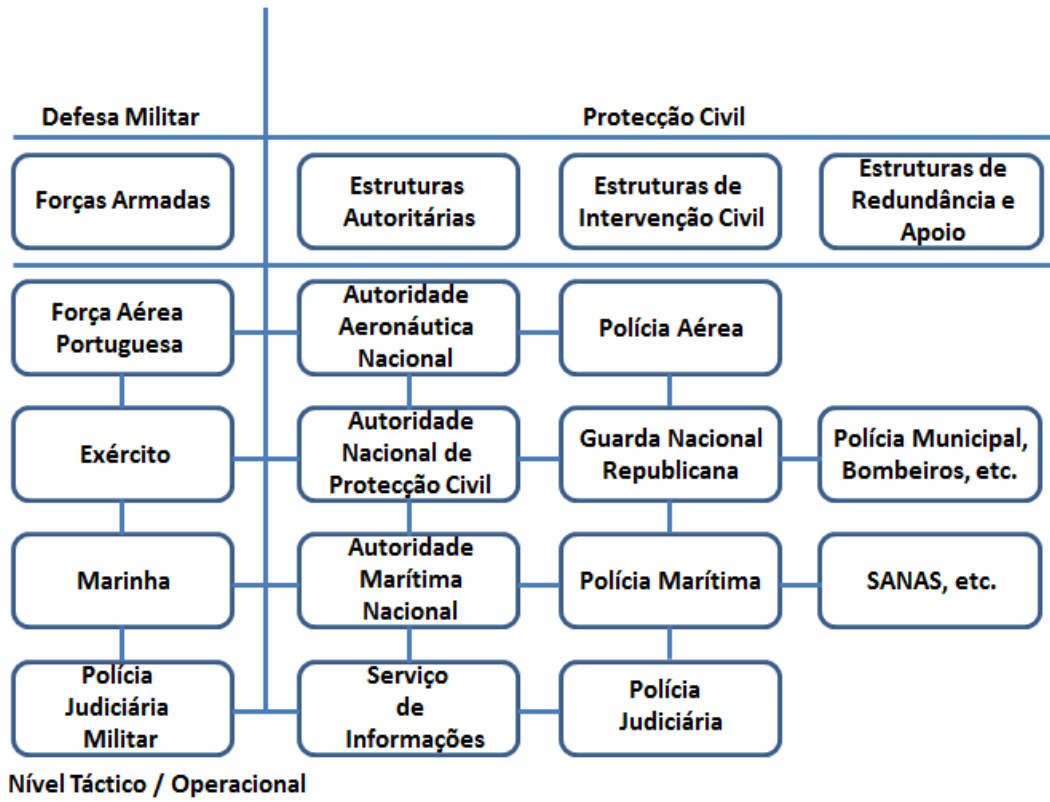 Defesa Militar
Protecção Civil
Forças Armadas
Estruturas
Autoritárias
Estruturas de
Intervenção Civil
Estruturas de
Redundância e
Apoio
Força Aérea
Portuguesa
Autoridade
Aeronáutica
Nacional
Polícia Aérea
Exército
Autoridade
Nacional de
Protecção Civil
Guarda Nacional
Republicana
Polícia Municipal,
Bombeiros, etc.
Marinha
Autoridade
Marítima
Nacional
Polícia Marítima
SANAS, etc.
Polícia
Judiciária
Militar
Serviço
de
Informações
Polícia
Judiciária
Nível Táctico / Operacional